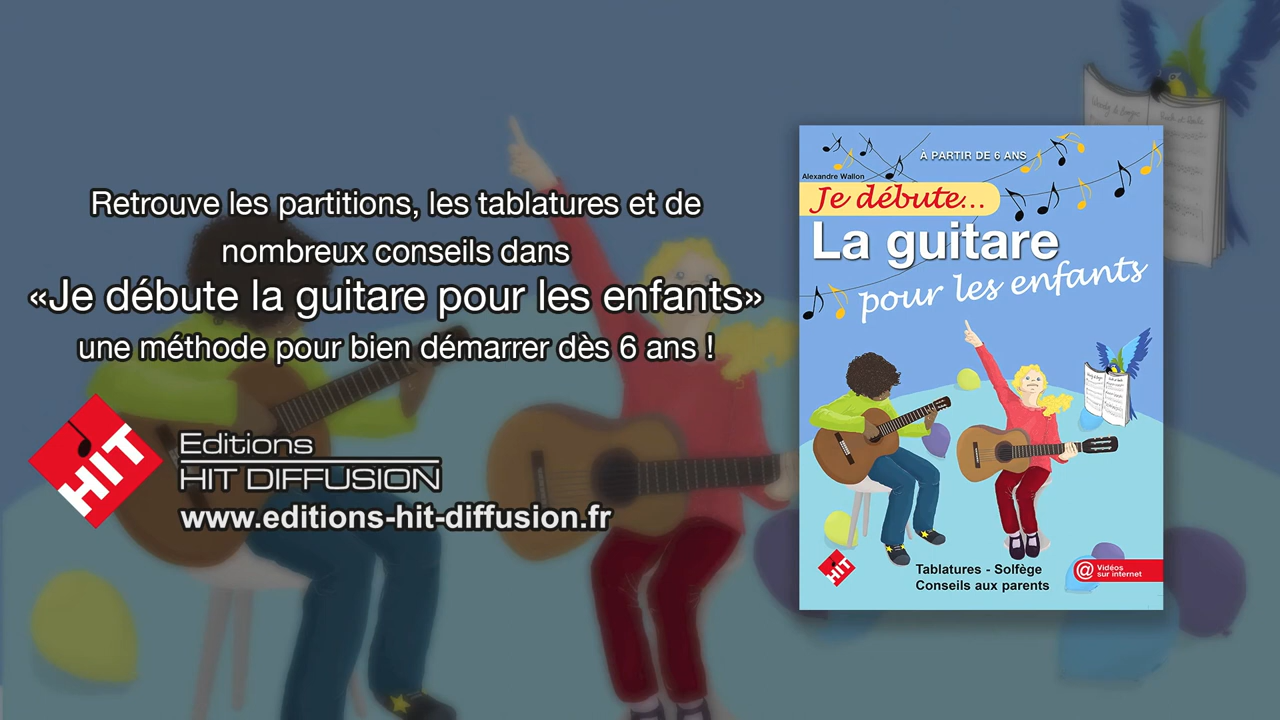 Retrouve les partitions, les tablatures et de
nombreux conseils dans
«Je débute la guitare pour les enfants»
une méthode pour bien démarrer dès 6 ans !
HIT
Editions
HIT DIFFUSION
www.editions-hit-diffusion.fr
À PARTIR DE 6 ANS
Alexandre Wallon
Je débute...
La guitare
pour les enfants
HIT
Tablatures - Solfège
Conseils aux parents
@ Vidéos
sur internet